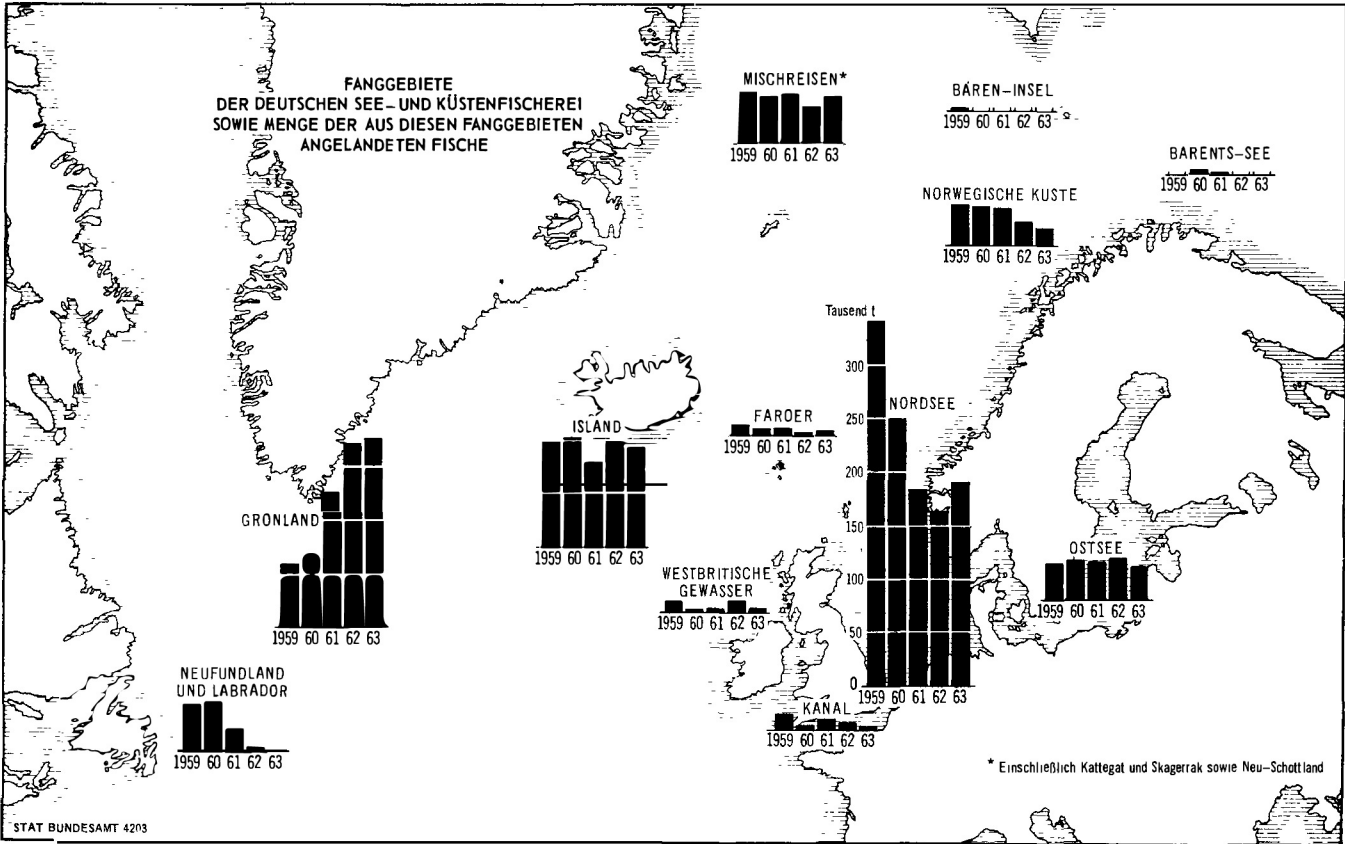 FANGGEBIETE
DER DEUTSCHEN SEE-UND KÜSTENFISCHEREI
SOWIE MENGE DER AUS DIESEN FANGGEBIETEN
ANGELANDETEN FISCHE
MISCHREISEN*
1959 60 61 62 63
BÄREN-INSEL
1959 60 61 62 63
BARENTS-SEE
1959 60 61 62 63
NORWEGISCHE KUSTE
1959 60 61 62 63
Tausend t
300
250
200
150
100
50
0
NORDSEE
1959 60 61 62 63
ISLAND
1959 60 61 62 63
FARÖER
1959 60 61 62 63
GRONLAND
1959 60 61 62 63
WESTBRITISCHE
GEWASSER
1959 60 61 62 63
OSTSEE
1959 60 61 62 63
NEUFUNDLAND
UND LABRADOR
1959 60 61 62 63
KANAL
1959 60 61 62 63
* Einschließlich Kattegat und Skagerrak sowie Neu-Schottland
STAT BUNDESAMT 4203